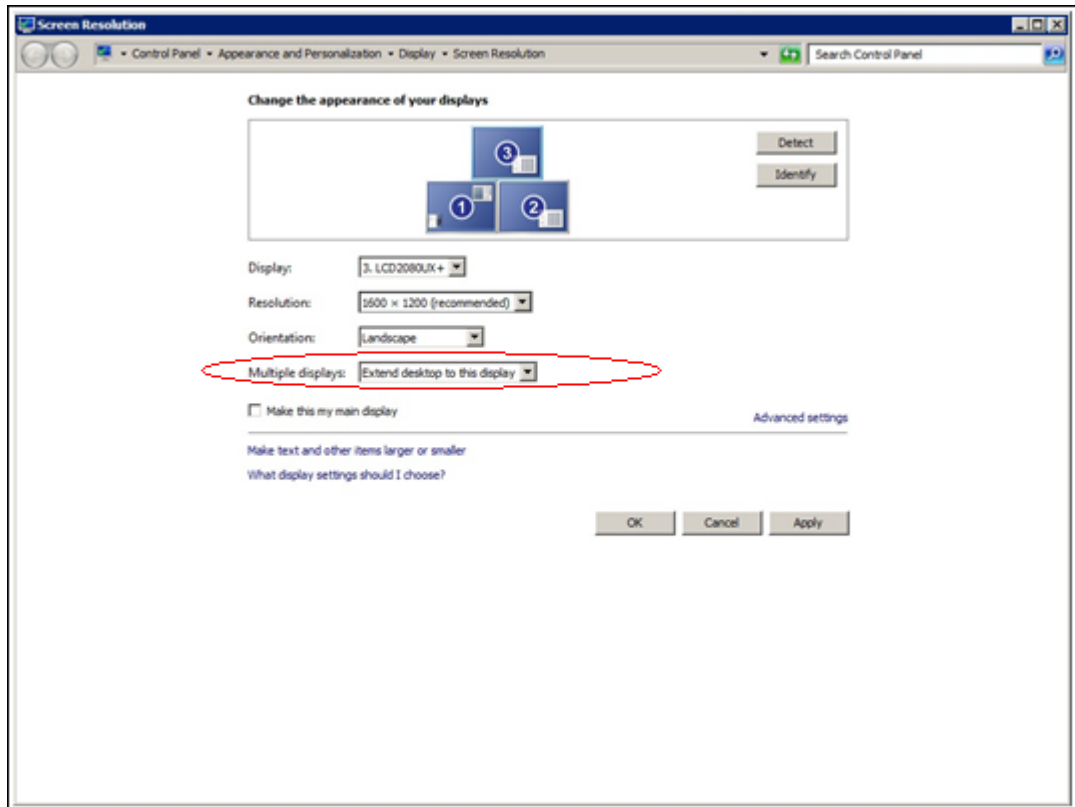 Screen Resolution
Control Panel • Appearance and Personalization • Display • Screen Resolution
Search Control Panel
Change the appearance of your displays
3
Detect
Identify
1 2
Display: 3. LCD2080UX+
Resolution: 1600 × 1200 (recommended)
Orientation: Landscape
Multiple displays: Extend desktop to this display
Make this my main display
Advanced settings
Make text and other items larger or smaller
What display settings should I choose?
OK Cancel Apply